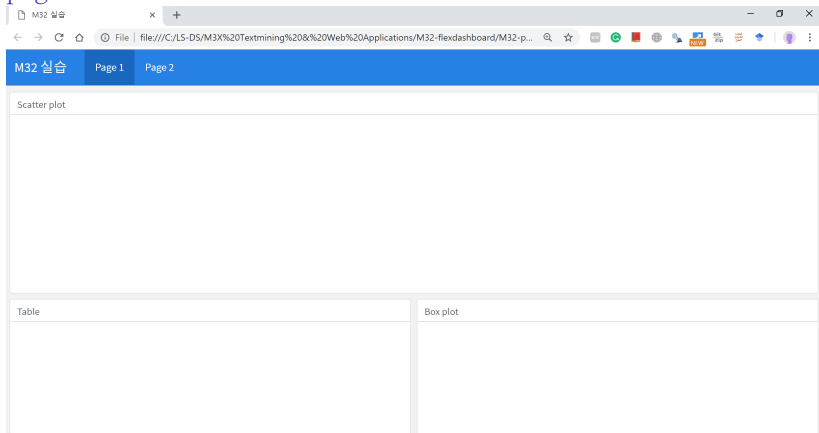 M32 실습
File file:///C:/LS-DS/M3X%20Textmining%20&%20Web%20Applications/M32-flexdashboard/M32-p...
NEW
M32 실습 Page 1 Page 2
Scatter plot
Table Box plot